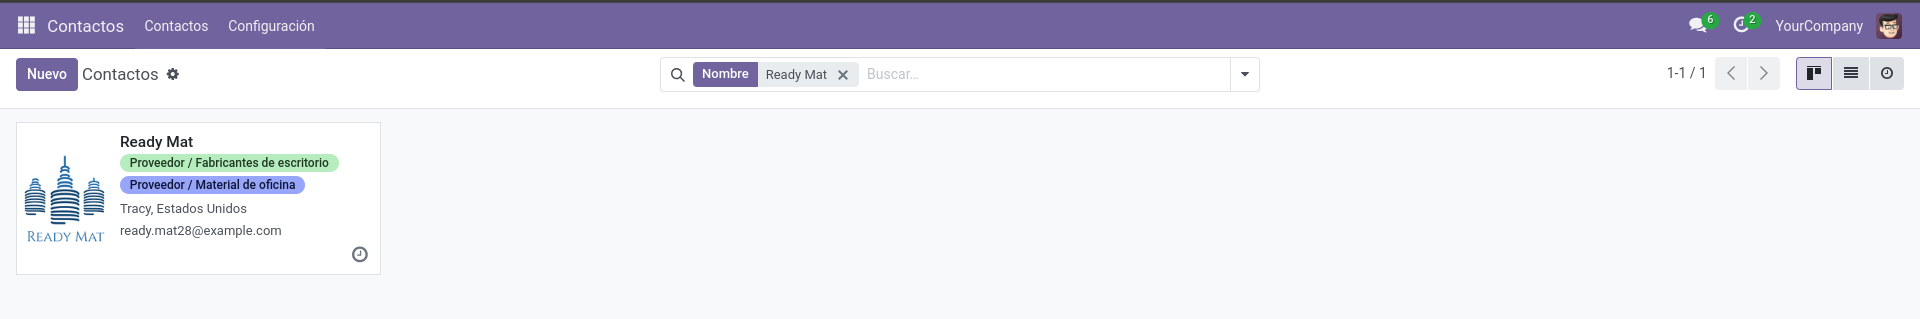 Contactos Contactos Configuración 6 2 YourCompany
Nuevo Contactos Nombre Ready Mat Buscar... 1-1 / 1
Ready Mat
Proveedor / Fabricantes de escritorio
Proveedor / Material de oficina
Tracy, Estados Unidos
ready.mat28@example.com
READY MAT